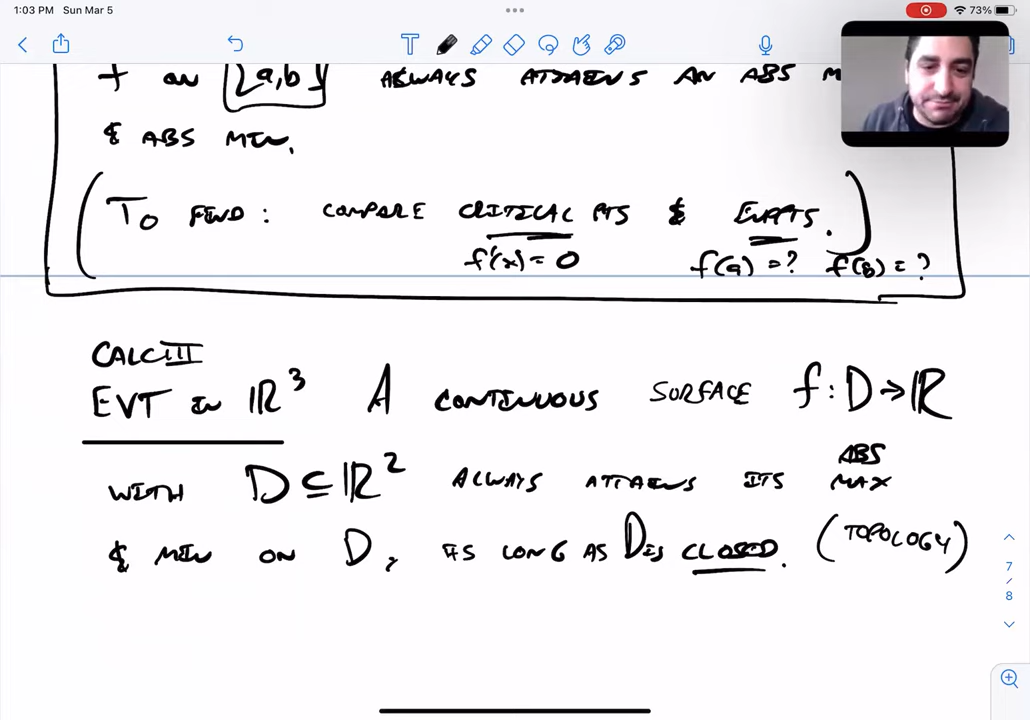 1:03 PM Sun Mar 5
73%
f on [a,b] ALWAYS ATTAINS AN ABS M
& ABS MIN.
(TO FIND: COMPARE CRITICAL PTS & ENDPTS.)
f'(x) = 0 f(a) = ? f(b) = ?
CALC III
EVT IN ℝ³ A CONTINUOUS SURFACE f: D → ℝ
WITH D ⊆ ℝ² ALWAYS ATTAINS ITS ABS MAX
& MIN ON D, AS LONG AS D IS CLOSED. (TOPOLOGY)
7
/
8